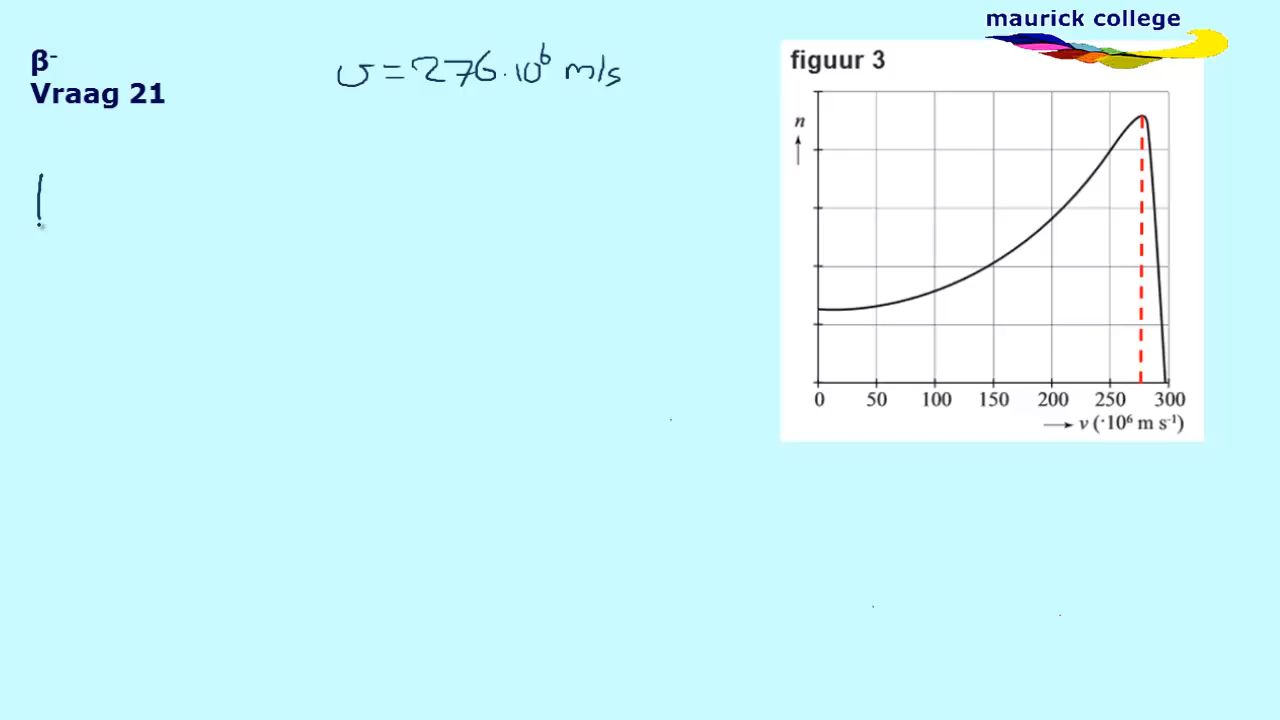 maurick college
β⁻
Vraag 21
υ = 276·10⁶ m/s
figuur 3
n
0 50 100 150 200 250 300
v (·10⁶ m s⁻¹)